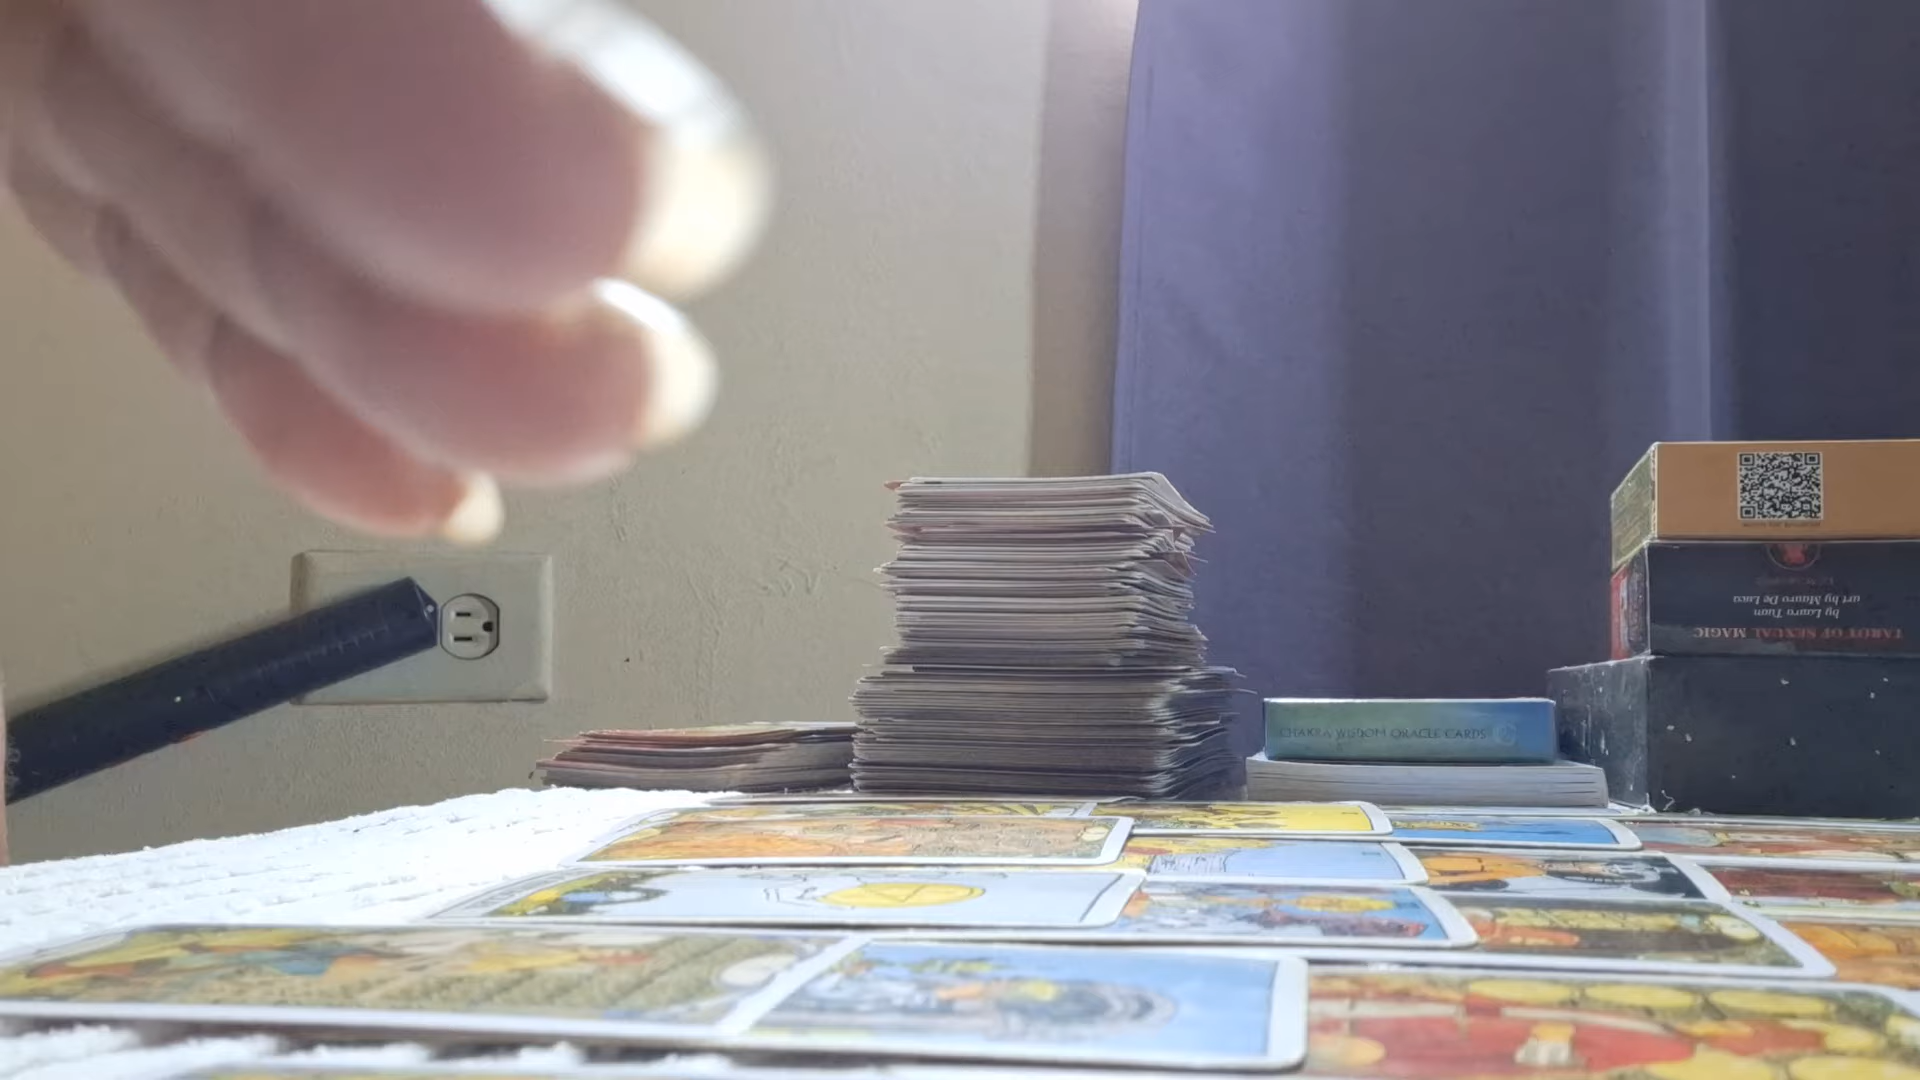 CHAKRA WISDOM ORACLE CARDS
TAROT OF SEXUAL MAGIC
by Laura Tuan
art by Mauro De Luca